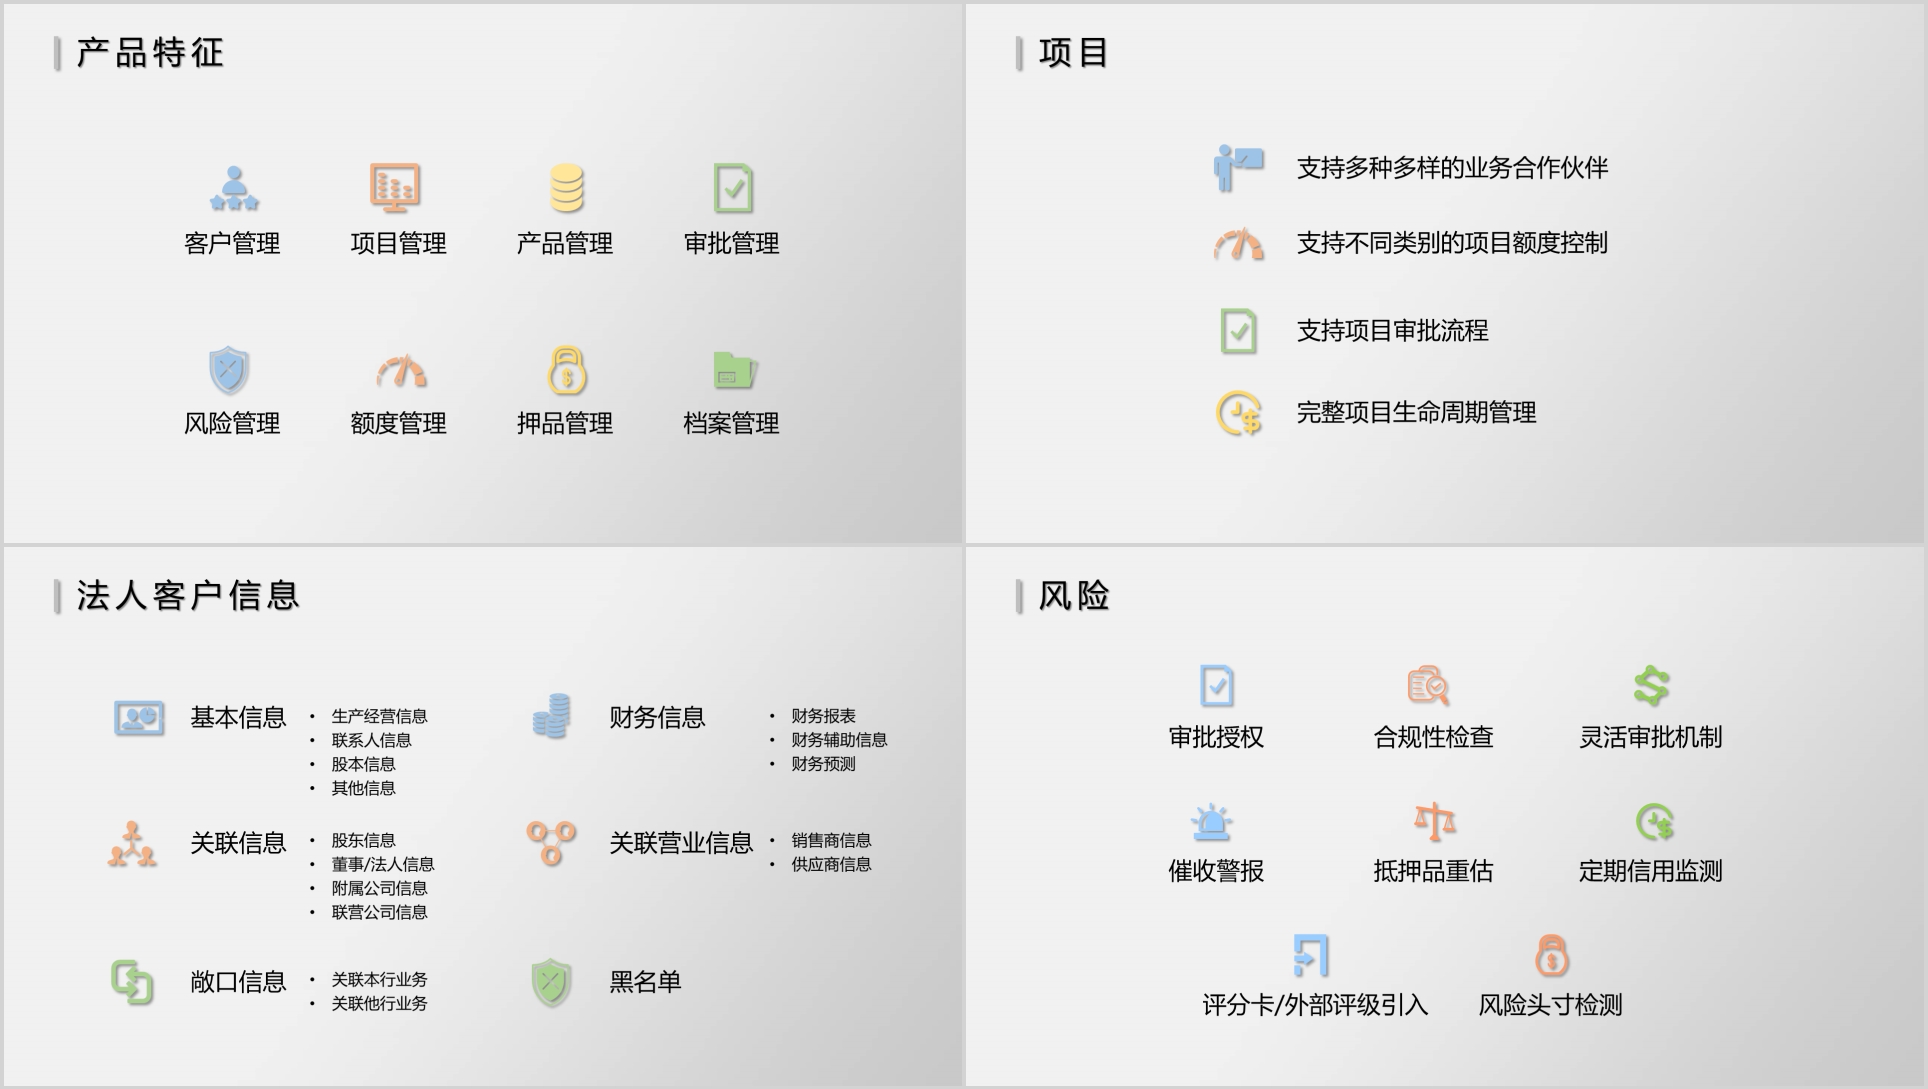 产品特征
客户管理
项目管理
产品管理
审批管理
风险管理
额度管理
押品管理
档案管理
项目
支持多种多样的业务合作伙伴
支持不同类别的项目额度控制
支持项目审批流程
完整项目生命周期管理
法人客户信息
基本信息
• 生产经营信息
• 联系人信息
• 股本信息
• 其他信息
财务信息
• 财务报表
• 财务辅助信息
• 财务预测
关联信息
• 股东信息
• 董事/法人信息
• 附属公司信息
• 联营公司信息
关联营业信息
• 销售商信息
• 供应商信息
敞口信息
• 关联本行业务
• 关联他行业务
黑名单
风险
审批授权
合规性检查
灵活审批机制
催收警报
抵押品重估
定期信用监测
评分卡/外部评级引入
风险头寸检测